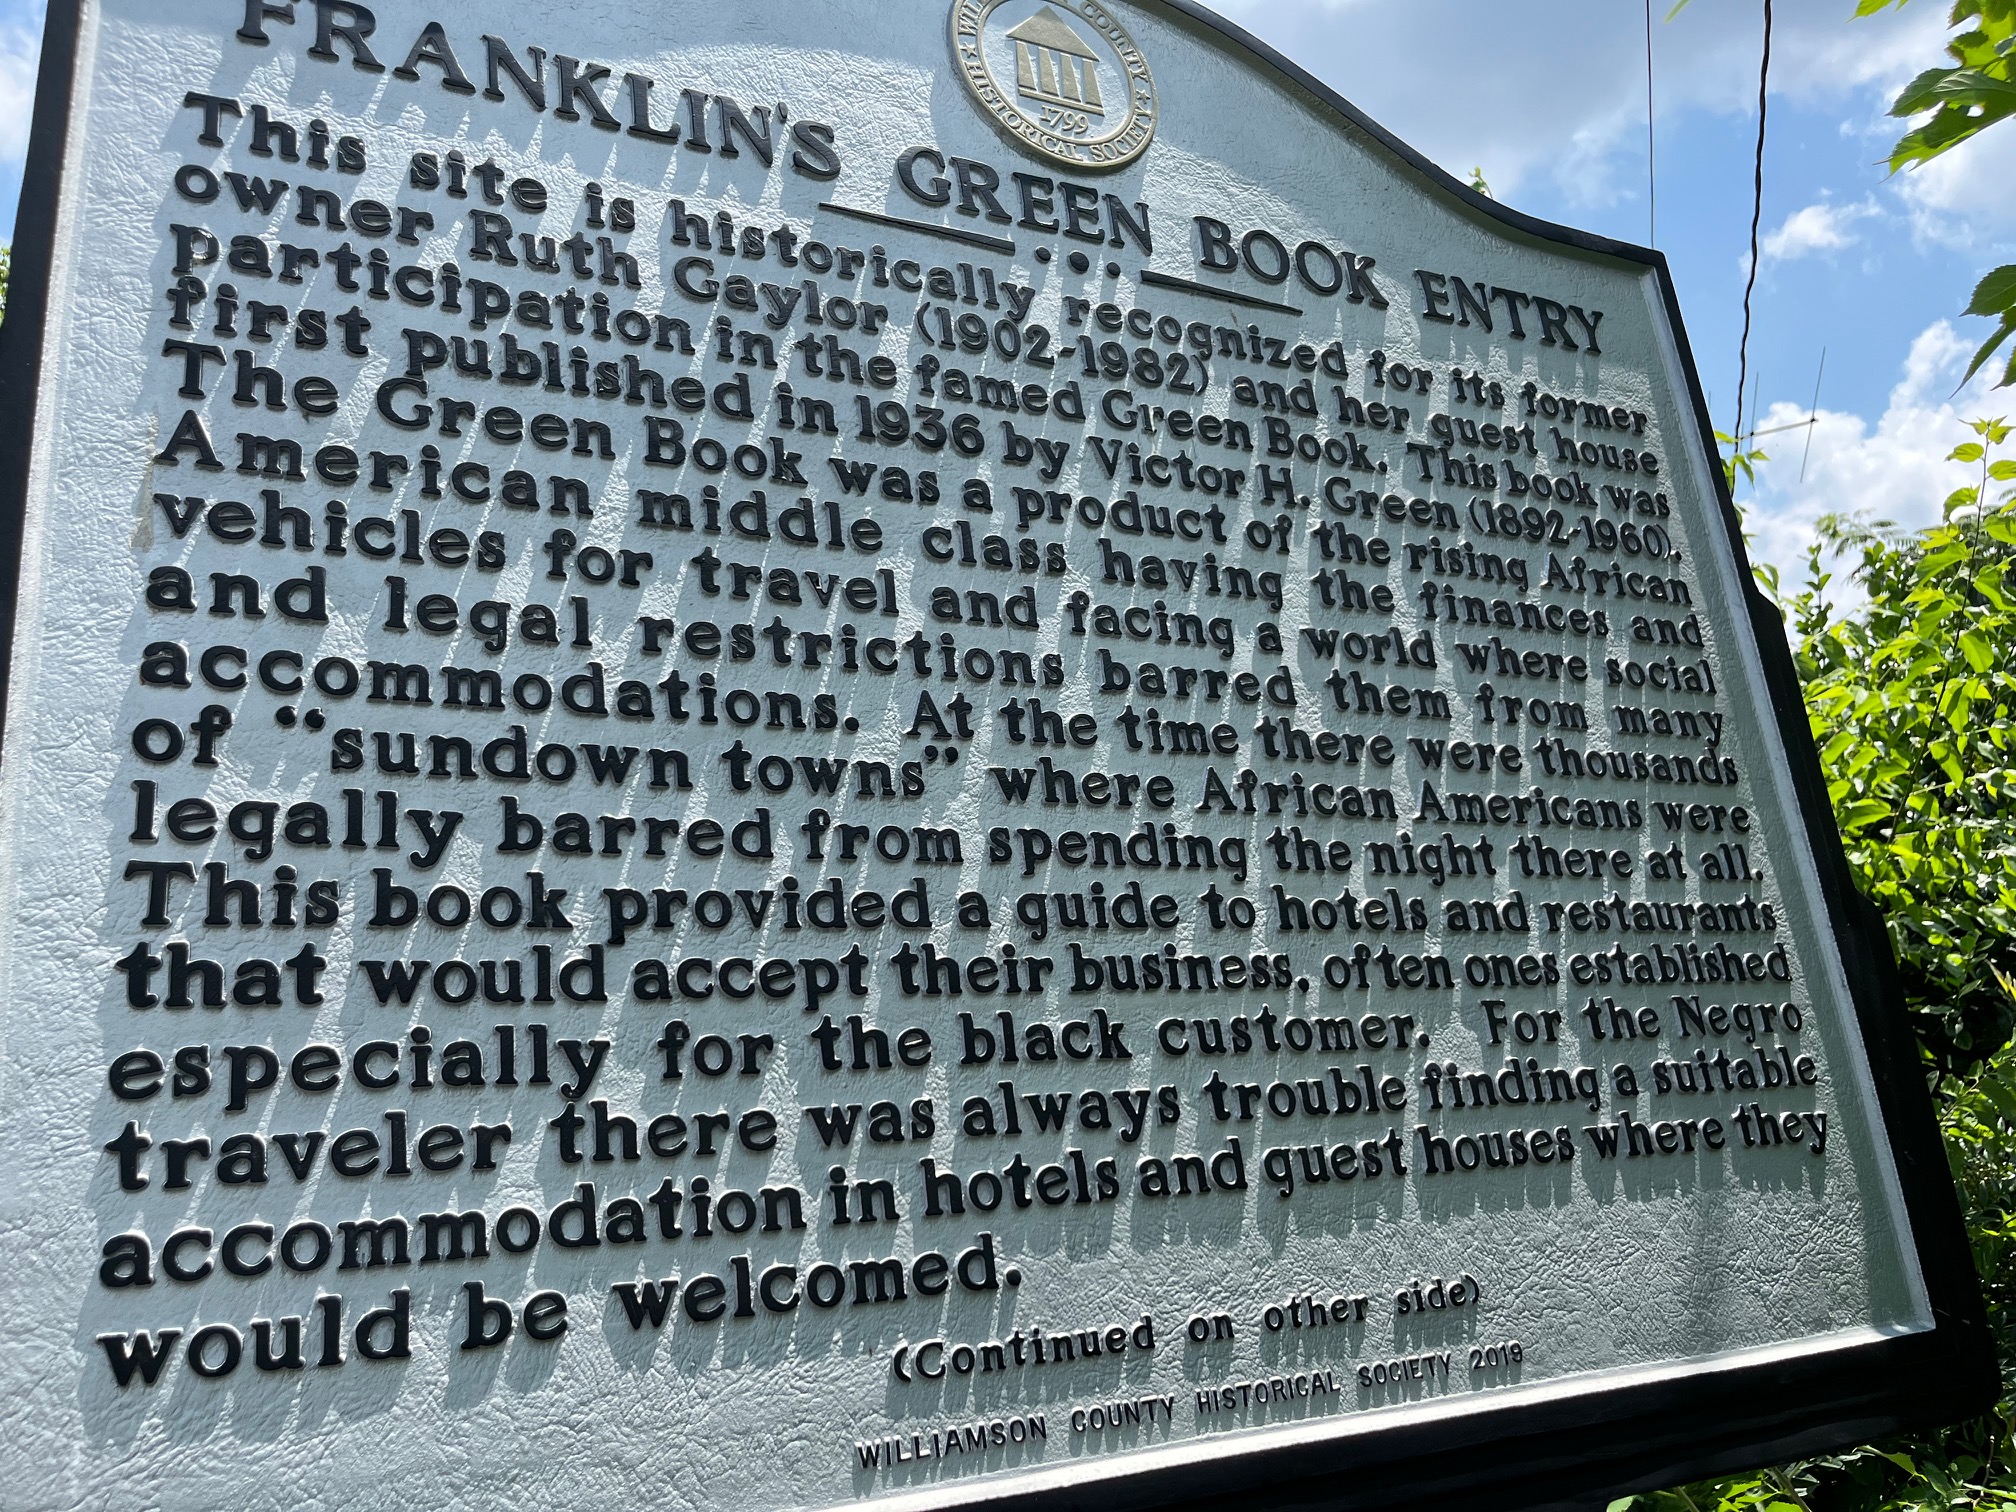 WIL COUNTY
HISTORICAL SOCIETY
1799
FRANKLIN'S GREEN BOOK ENTRY
This site is historically recognized for its former
owner Ruth Gaylor (1902-1982) and her guest house
participation in the famed Green Book. This book was
first published in 1936 by Victor H. Green (1892-1960).
The Green Book was a product of the rising African
American middle class having the finances and
vehicles for travel and facing a world where social
and legal restrictions barred them from many
accommodations. At the time there were thousands
of “sundown towns” where African Americans were
legally barred from spending the night there at all.
This book provided a guide to hotels and restaurants
that would accept their business, often ones established
especially for the black customer. For the Negro
traveler there was always trouble finding a suitable
accommodation in hotels and guest houses where they
would be welcomed.
(Continued on other side)
WILLIAMSON COUNTY HISTORICAL SOCIETY 2019